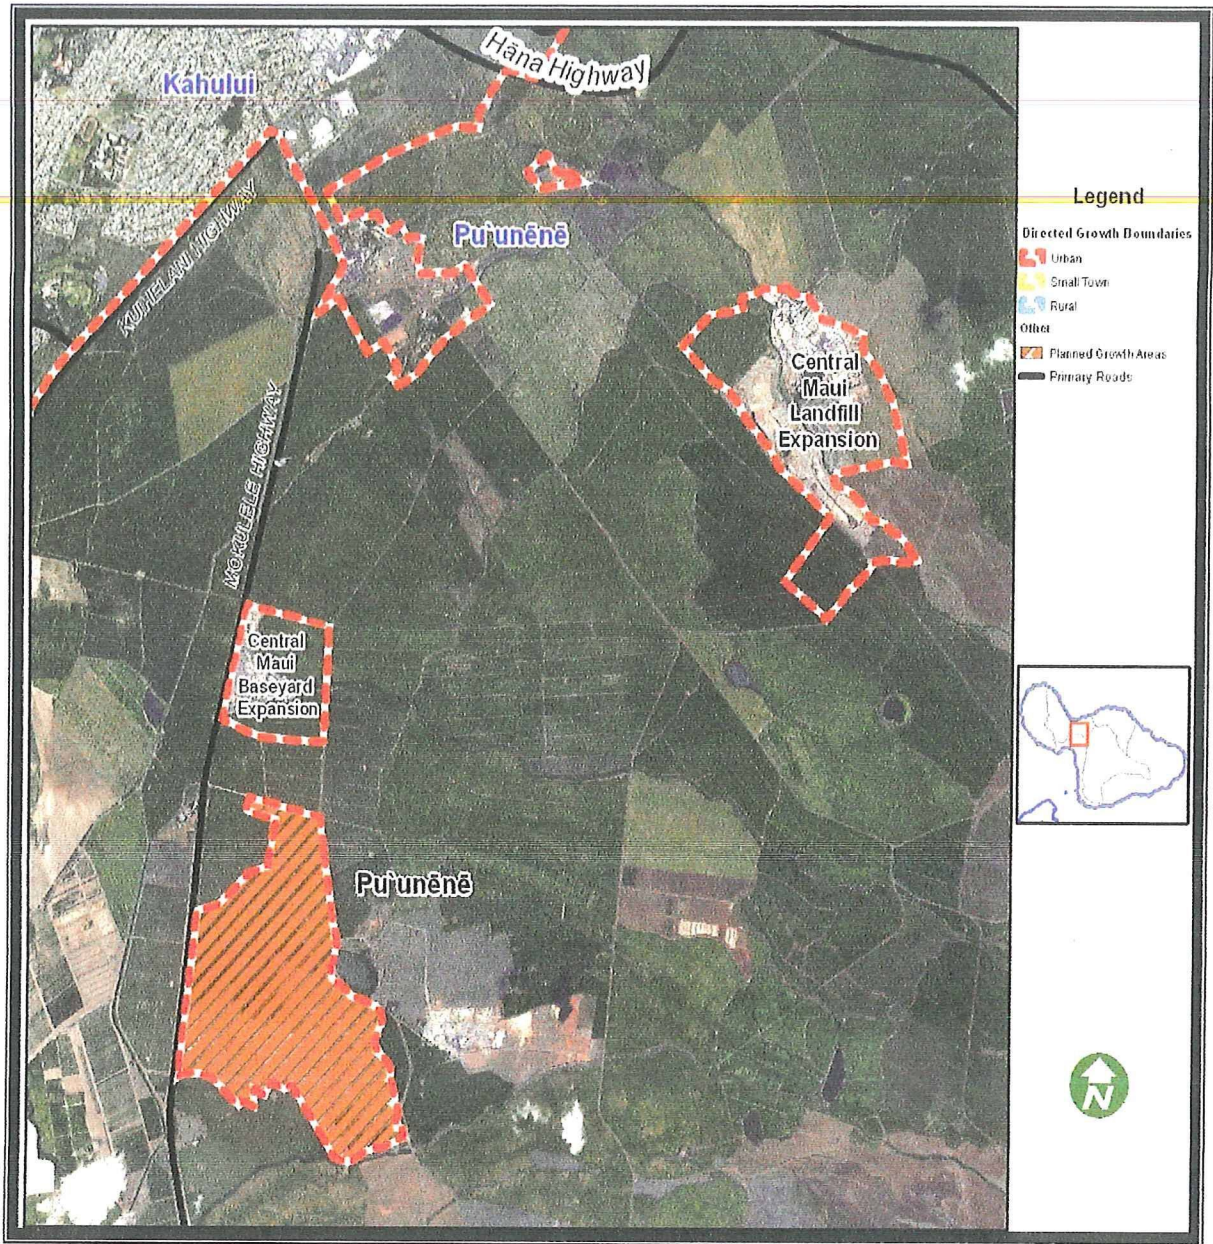 Hāna Highway
Kahului
KUIHELANI HIGHWAY
Pu`unēnē
Central
Maui
Landfill
Expansion
MOKULELE HIGHWAY
Central
Maui
Baseyard
Expansion
Pu`unēnē
Legend
Directed Growth Boundaries
Urban
Small Town
Rural
Other
Planned Growth Areas
Primary Roads
N